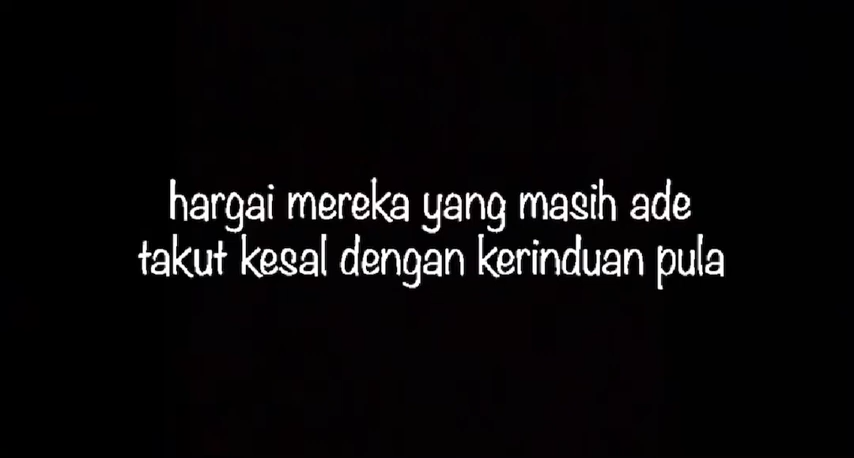 hargai mereka yang masih ade
takut kesal dengan kerinduan pula